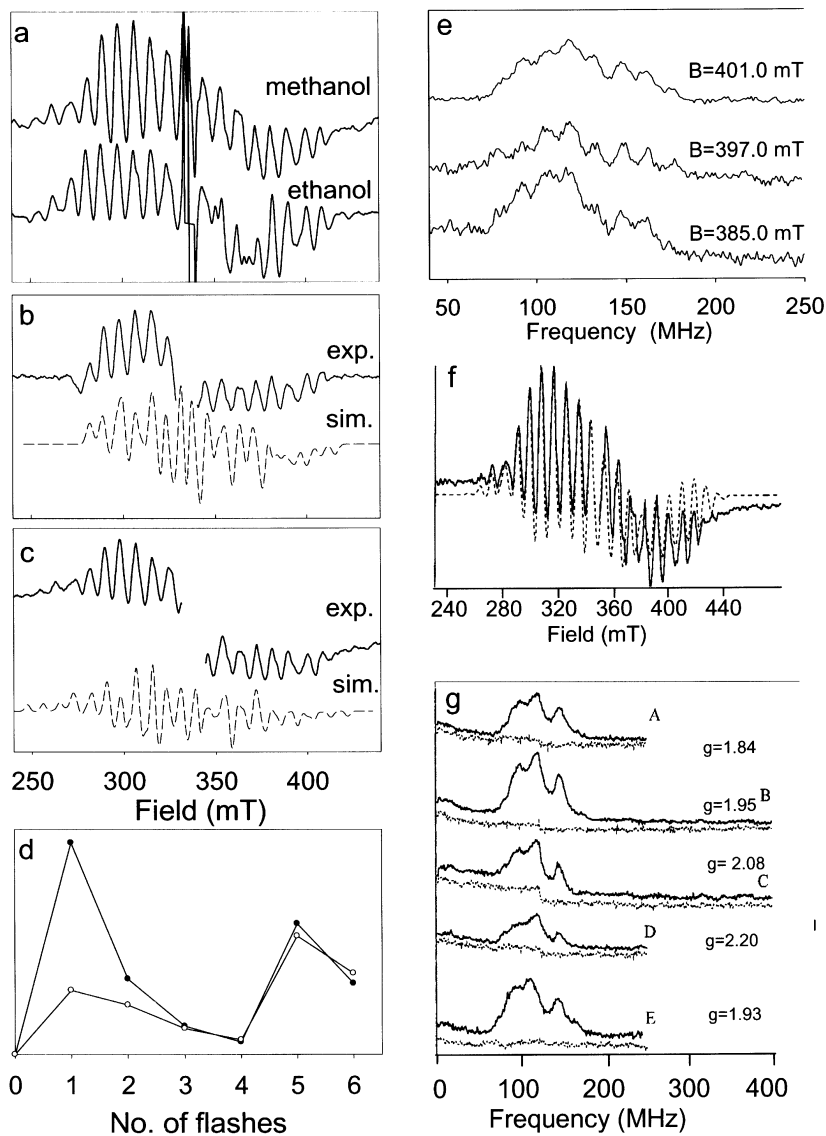 a
methanol
ethanol
b
exp.
sim.
c
exp.
sim.
250 300 350 400
Field (mT)
d
0 1 2 3 4 5 6
No. of flashes
e
B=401.0 mT
B=397.0 mT
B=385.0 mT
50 100 150 200 250
Frequency (MHz)
f
240 280 320 360 400 440
Field (mT)
g
A
g=1.84
g=1.95 B
g= 2.08
C
D
g=2.20
E g=1.93
0 100 200 300 400
Frequency (MHz)